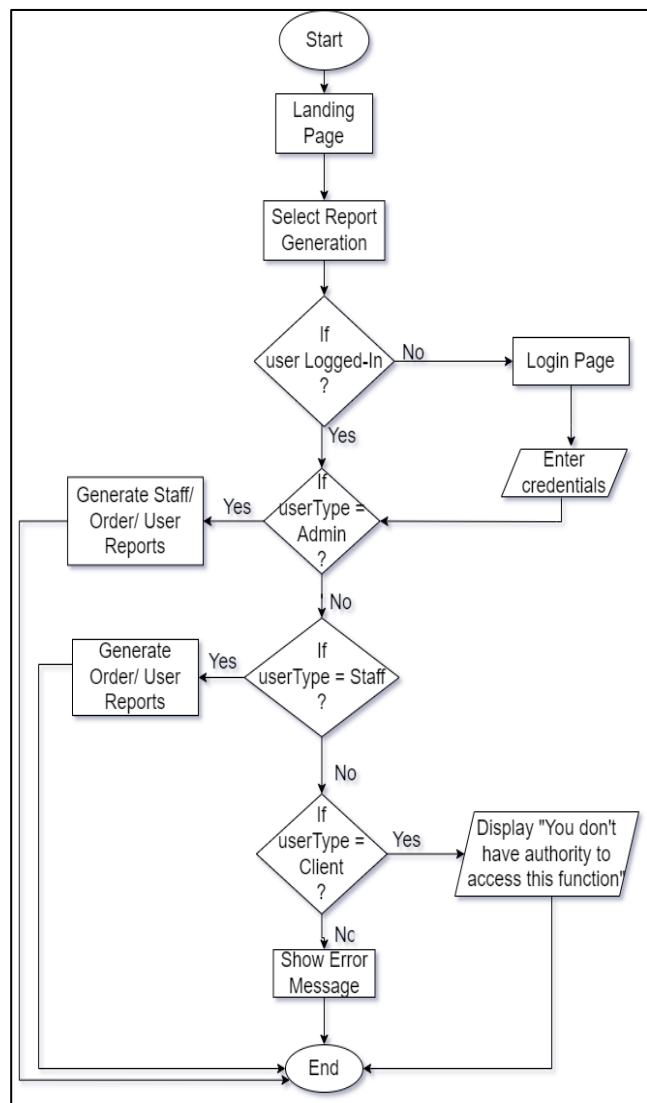 Start
Landing
Page
Select Report
Generation
If
user Logged-In
?
No
Login Page
Yes
Enter
credentials
If
userType =
Admin
?
Yes
Generate Staff/
Order/ User
Reports
No
If
userType = Staff
?
Yes
Generate
Order/ User
Reports
No
If
userType =
Client
?
Yes
Display "You don't
have authority to
access this function"
No
Show Error
Message
End